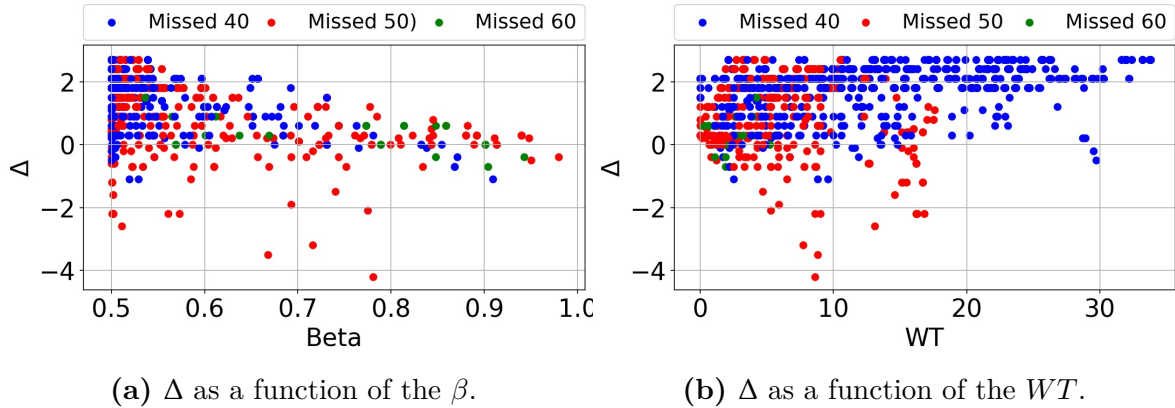 Missed 40 Missed 50) Missed 60
2
0
−2
−4
Δ
0.5 0.6 0.7 0.8 0.9 1.0
Beta
(a) Δ as a function of the β.
Missed 40 Missed 50 Missed 60
2
0
−2
−4
Δ
0 10 20 30
WT
(b) Δ as a function of the WT.